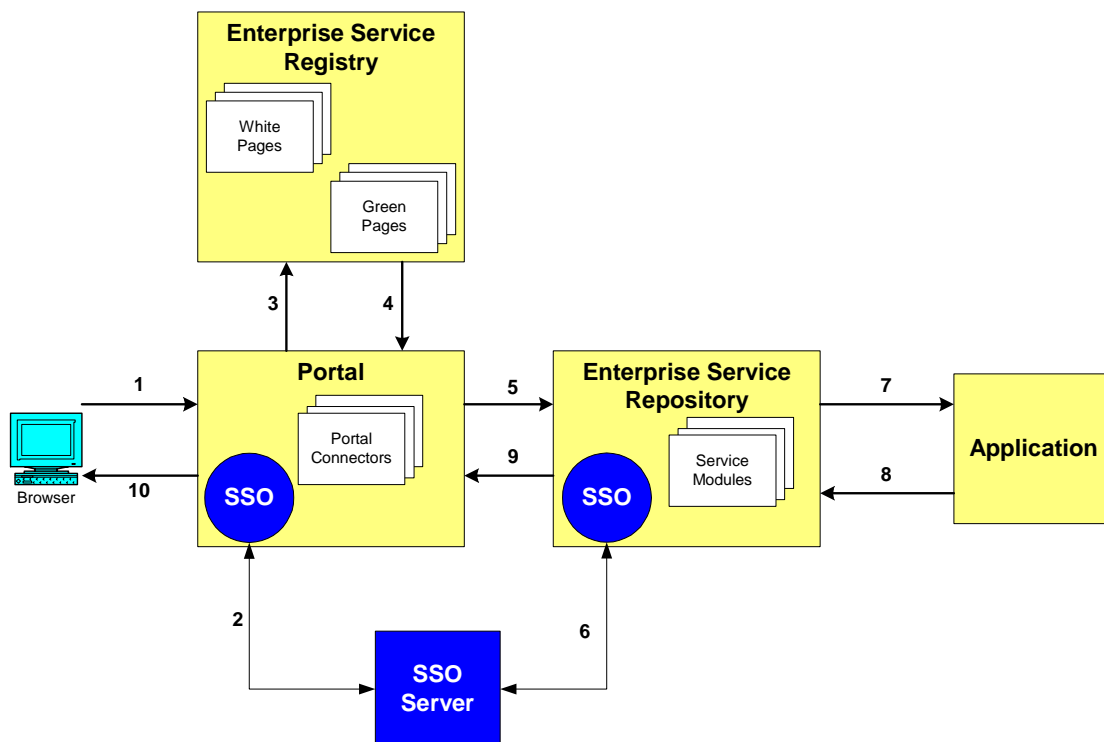 Enterprise Service
Registry
White
Pages
Green
Pages
3
4
Portal
Enterprise Service
Repository
1
5
7
Portal
Connectors
Service
Modules
Application
9
8
10
Browser
SSO
SSO
2
6
SSO
Server